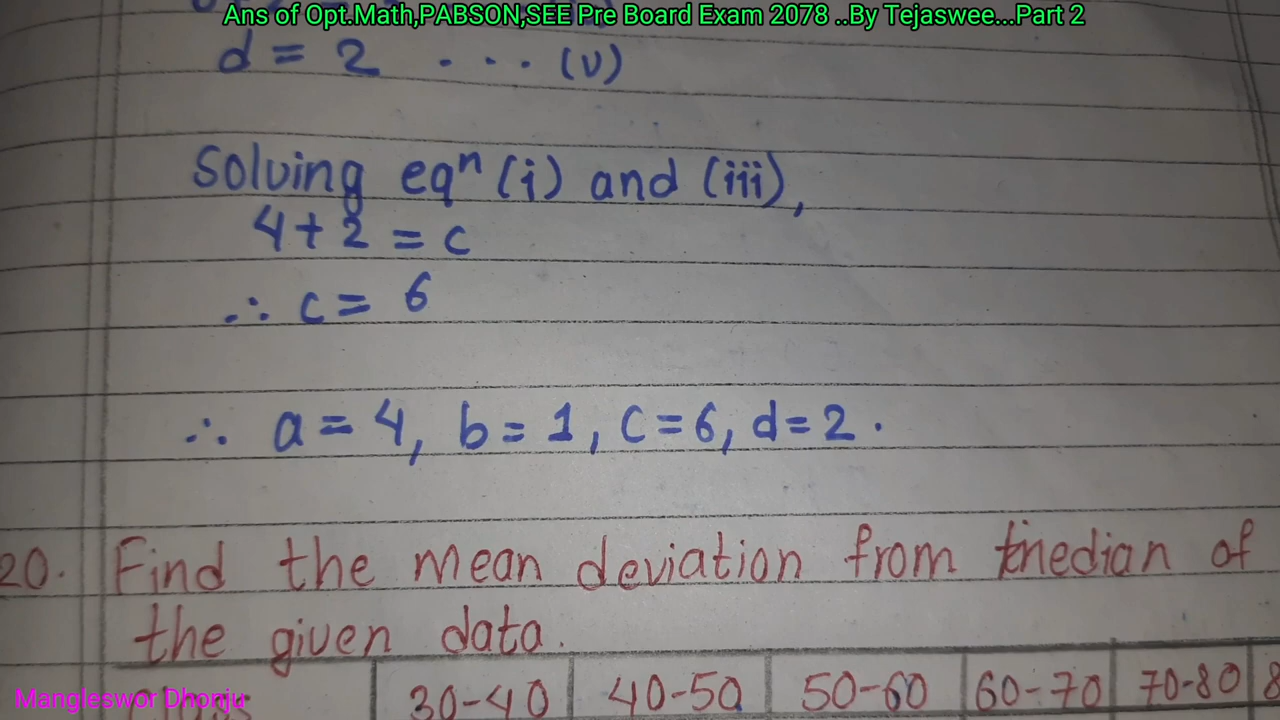 Ans of Opt.Math,PABSON,SEE Pre Board Exam 2078 ..By Tejaswee...Part 2
d = 2 . . . . (v)
Solving eqⁿ (i) and (iii),
4 + 2 = c
∴ c = 6
∴ a = 4, b = 1, c = 6, d = 2 .
20. Find the mean deviation from median of
the given data.
30-40 40-50 50-60 60-70 70-80 8
Mangleswor Dhonju